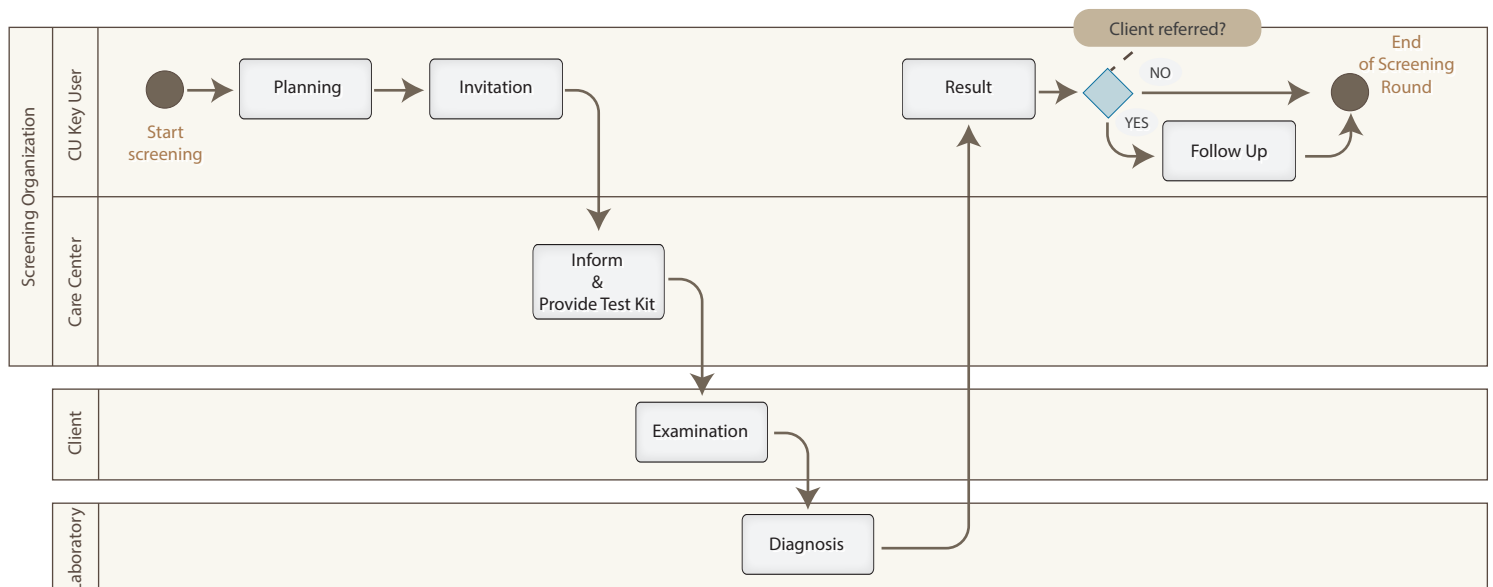 Client referred?
Screening Organization
CU Key User
Start
screening
Planning
Invitation
Result
NO
YES
Follow Up
End
of Screening
Round
Care Center
Inform
&
Provide Test Kit
Client
Examination
Laboratory
Diagnosis